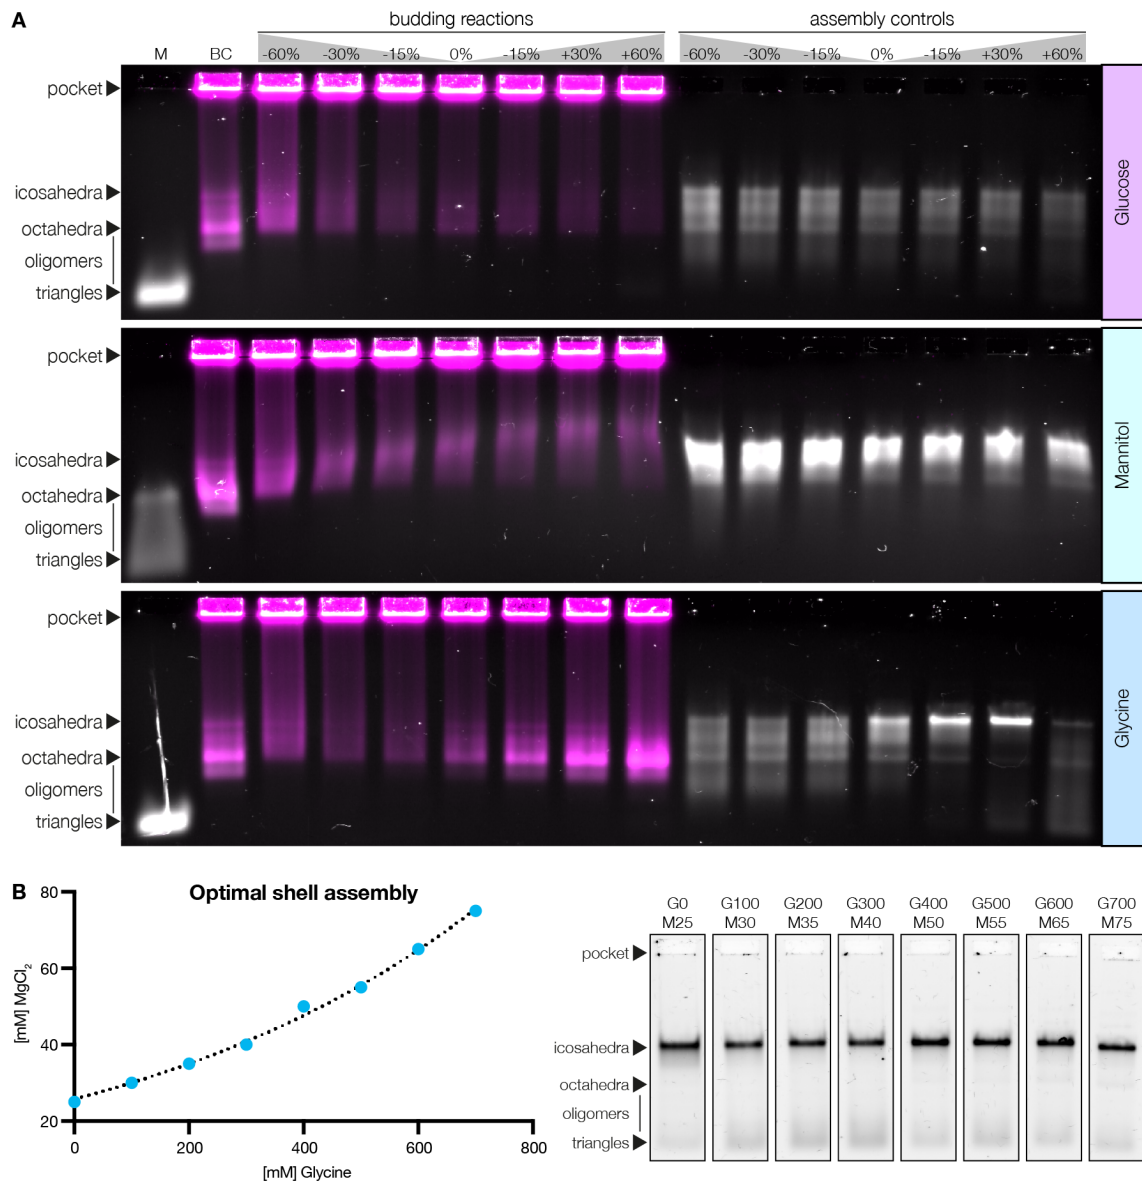 A
budding reactions
assembly controls
M BC -60% -30% -15% 0% -15% +30% +60% -60% -30% -15% 0% -15% +30% +60%
pocket
icosahedra
octahedra
oligomers
triangles
Glucose
pocket
icosahedra
octahedra
oligomers
triangles
Mannitol
pocket
icosahedra
octahedra
oligomers
triangles
Glycine
B
Optimal shell assembly
80
60
40
20
[mM] MgCl₂
0 200 400 600 800
[mM] Glycine
G0 G100 G200 G300 G400 G500 G600 G700
M25 M30 M35 M40 M50 M55 M65 M75
pocket
icosahedra
octahedra
oligomers
triangles